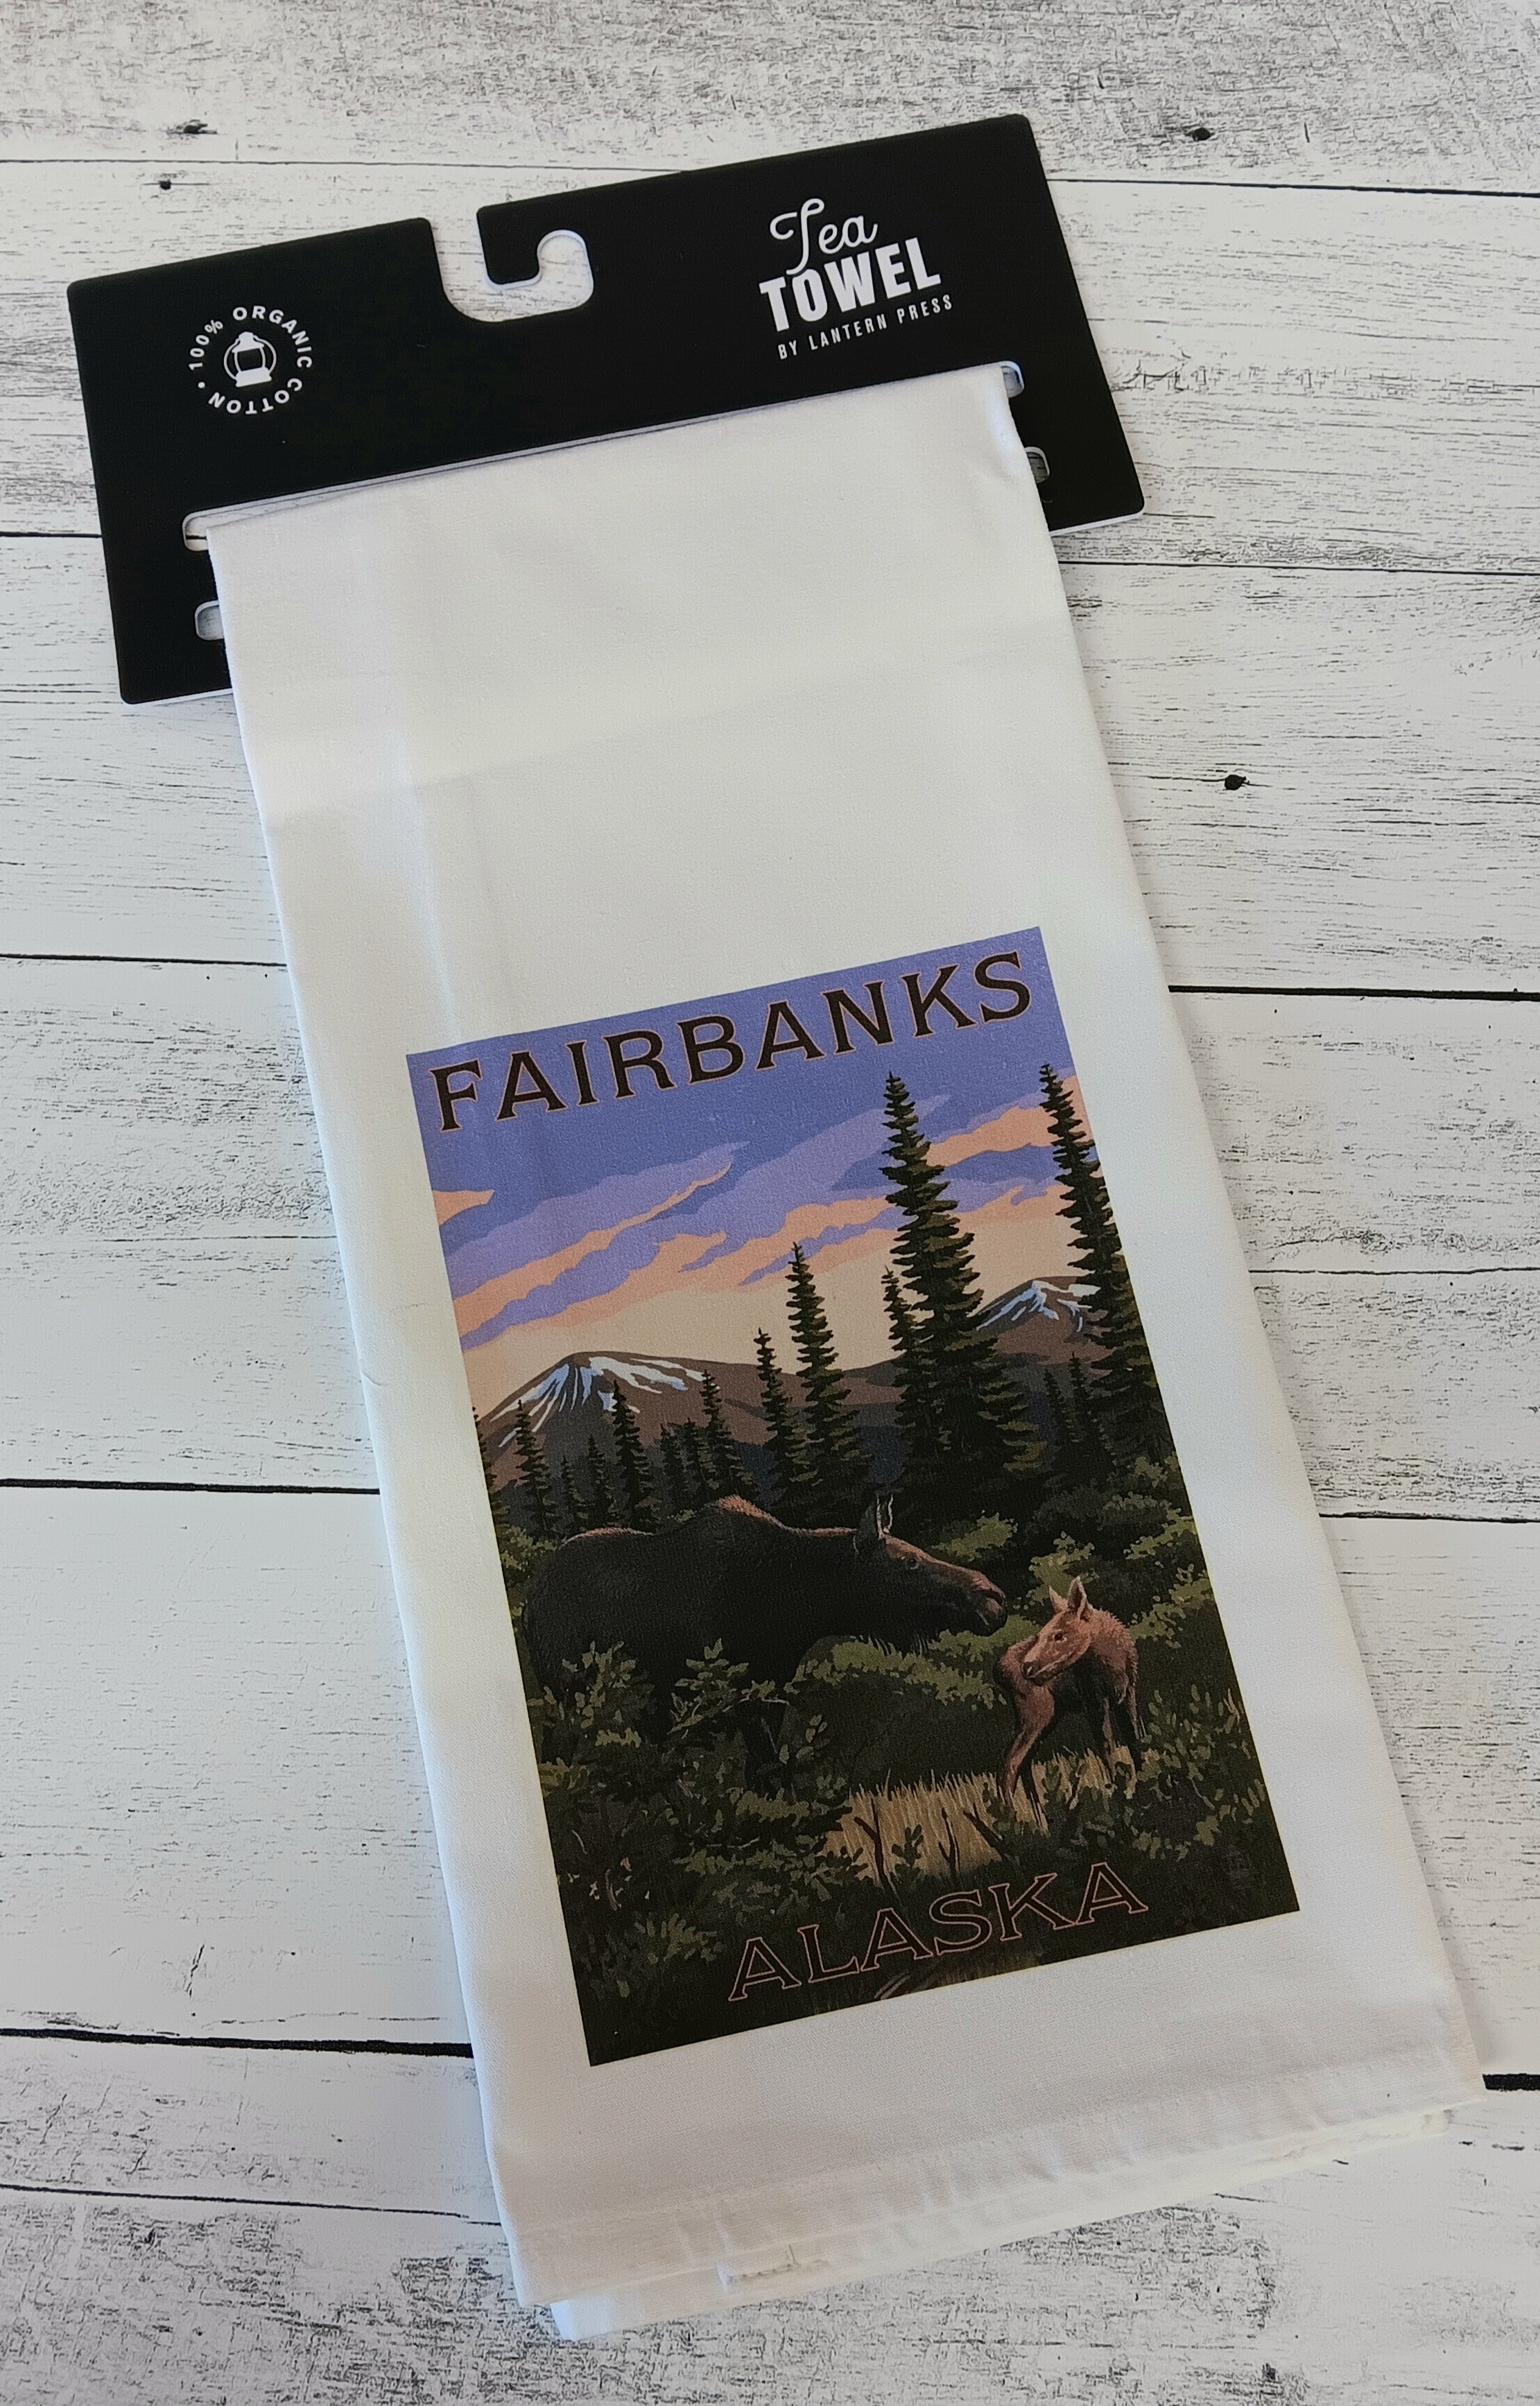 100% ORGANIC COTTON •
Tea
TOWEL
BY LANTERN PRESS
FAIRBANKS
ALASKA